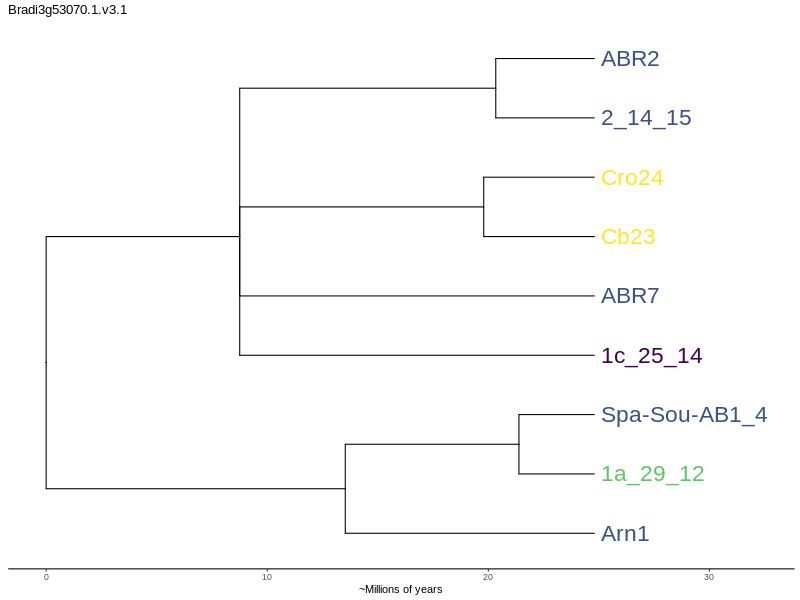 Bradi3g53070.1.v3.1
ABR2
2_14_15
Cro24
Cb23
ABR7
1c_25_14
Spa-Sou-AB1_4
1a_29_12
Arn1
0 10 20 30
~Millions of years